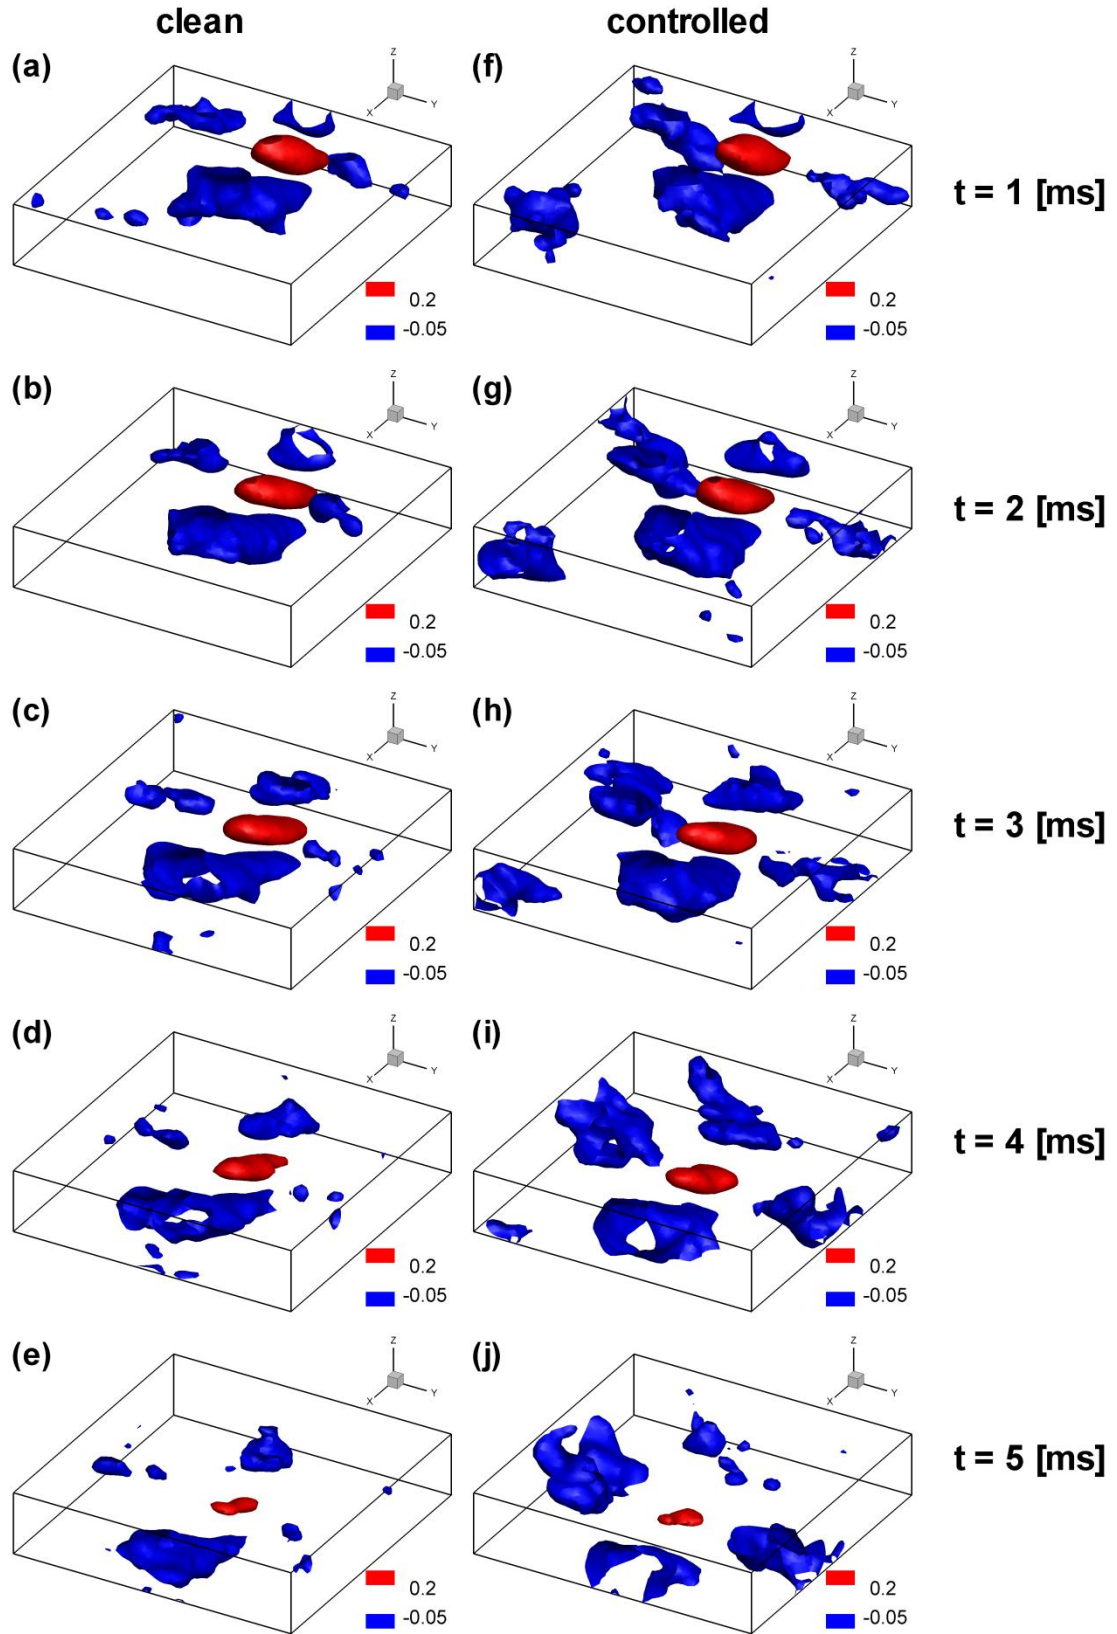 clean controlled
(a) (f)
Z Z
X Y X Y
t = 1 [ms]
0.2 0.2
-0.05 -0.05
(b) (g)
Z Z
X Y X Y
t = 2 [ms]
0.2 0.2
-0.05 -0.05
(c) (h)
Z Z
X Y X Y
t = 3 [ms]
0.2 0.2
-0.05 -0.05
(d) (i)
Z Z
X Y X Y
t = 4 [ms]
0.2 0.2
-0.05 -0.05
(e) (j)
Z Z
X Y X Y
t = 5 [ms]
0.2 0.2
-0.05 -0.05